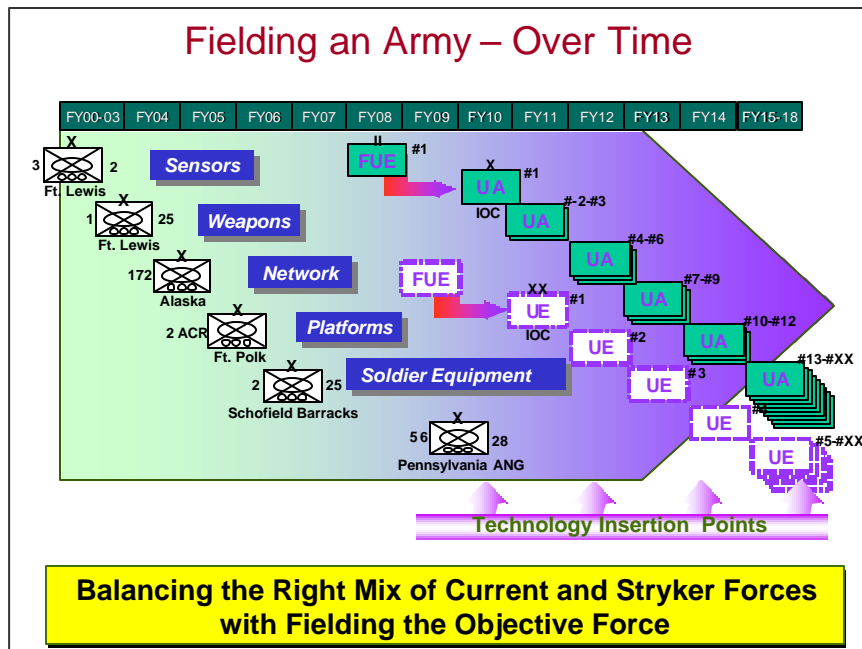 Fielding an Army – Over Time
FY00-03 FY04 FY05 FY06 FY07 FY08 FY09 FY10 FY11 FY12 FY13 FY14 FY15-18
X
3 2
Ft. Lewis
Sensors
II
FUE #1
X
UA #1
IOC
X
1 25
Ft. Lewis
Weapons
UA #-2-#3
X
172
Alaska
Network
FUE
XX
UE #1
IOC
UA #4-#6
UA #7-#9
X
2 ACR
Ft. Polk
Platforms
UE #2
UA #10-#12
X
2 25
Schofield Barracks
Soldier Equipment
UE #3
UA #13-#XX
X
56 28
Pennsylvania ANG
UE #4
UE #5-#XX
Technology Insertion Points
Balancing the Right Mix of Current and Stryker Forces
with Fielding the Objective Force